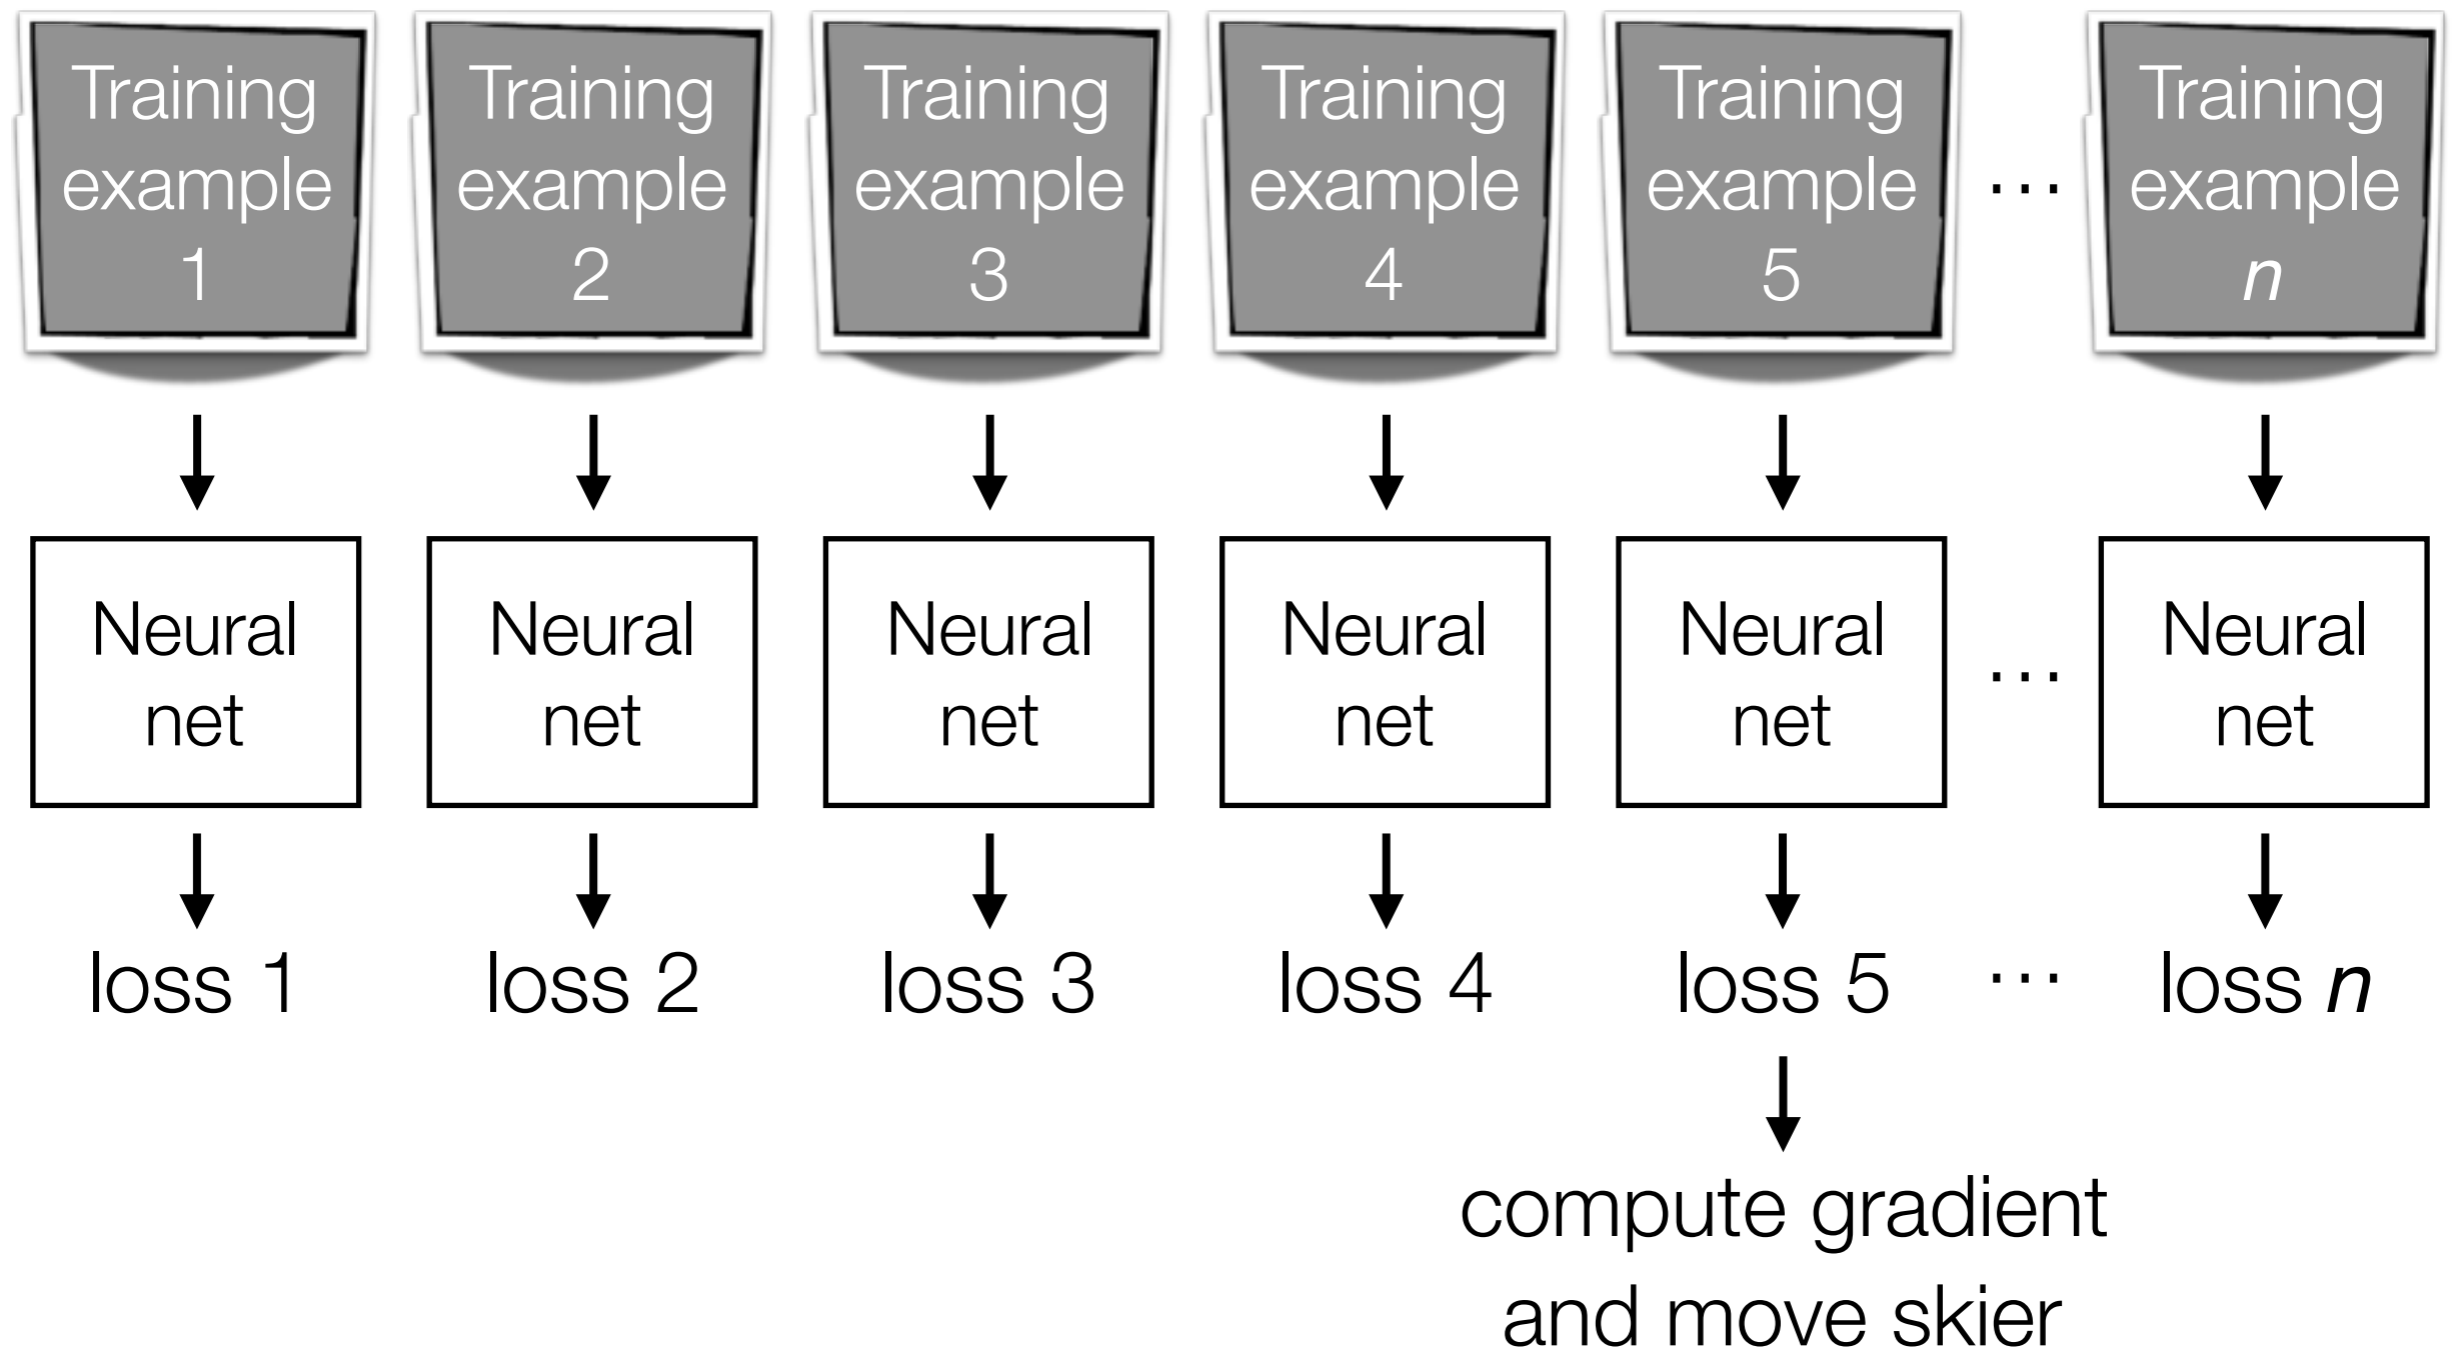 Training
example
1
Training
example
2
Training
example
3
Training
example
4
Training
example
5
...
Training
example
n
Neural
net
Neural
net
Neural
net
Neural
net
Neural
net
...
Neural
net
loss 1
loss 2
loss 3
loss 4
loss 5
...
loss n
compute gradient
and move skier